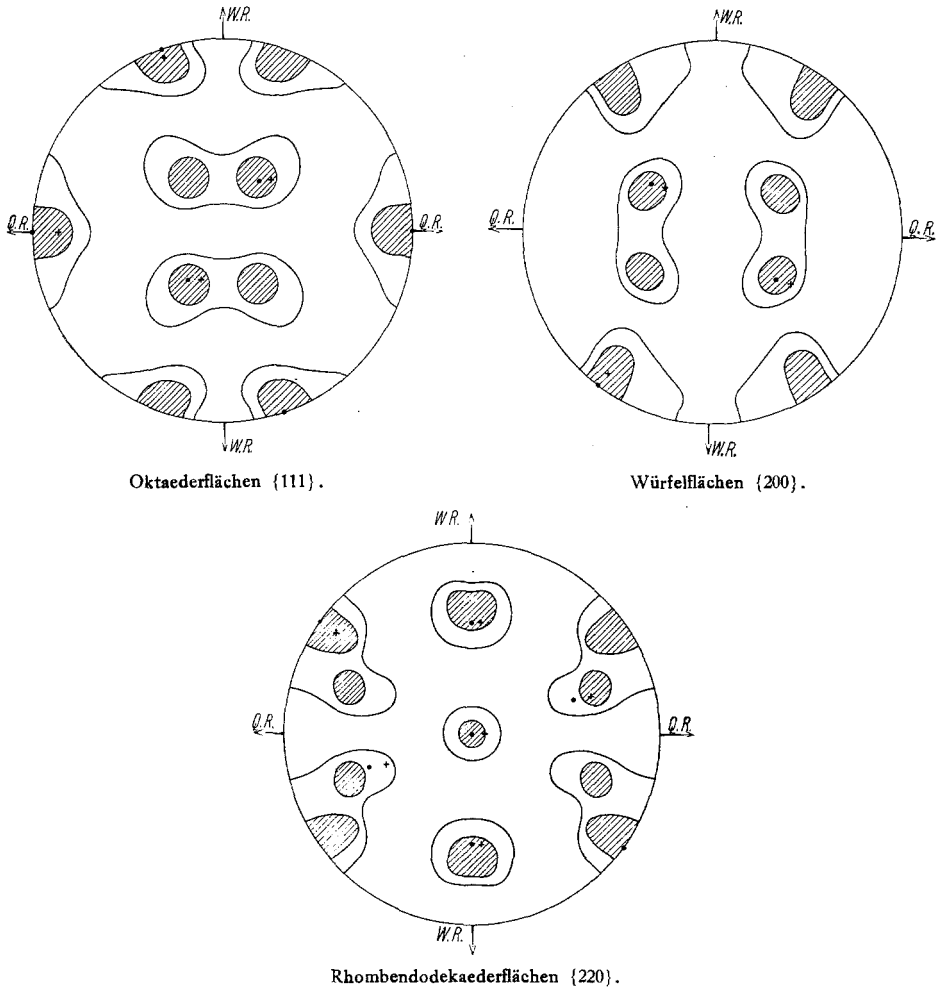 W.R.
W.R.
Q.R.
Q.R.
Q.R.
Q.R.
W.R.
W.R.
Oktaederflächen {111}.
Würfelflächen {200}.
W.R.
Q.R.
Q.R.
W.R.
Rhombendodekaederflächen {220}.